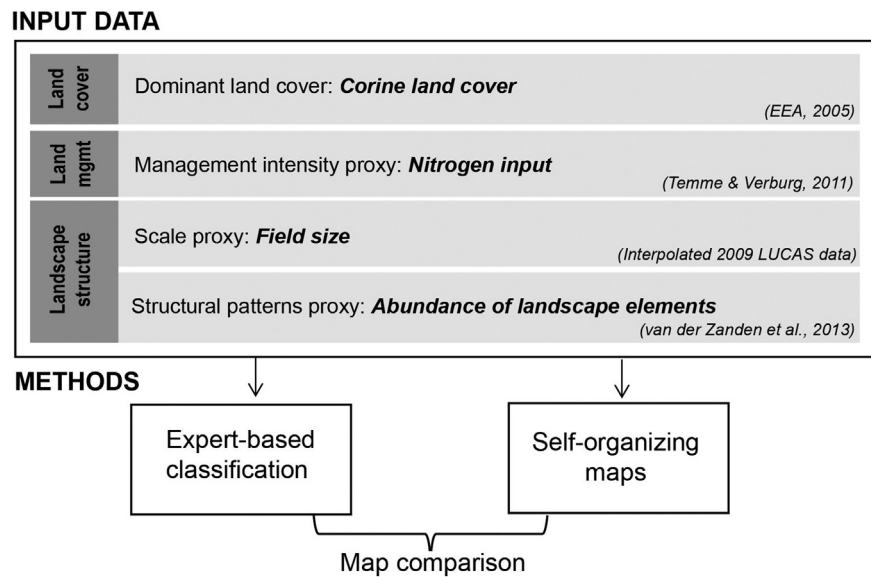 INPUT DATA
Land
cover
Dominant land cover: Corine land cover
(EEA, 2005)
Land
mgmt
Management intensity proxy: Nitrogen input
(Temme & Verburg, 2011)
Landscape
structure
Scale proxy: Field size
(Interpolated 2009 LUCAS data)
Structural patterns proxy: Abundance of landscape elements
(van der Zanden et al., 2013)
METHODS
Expert-based
classification
Self-organizing
maps
Map comparison